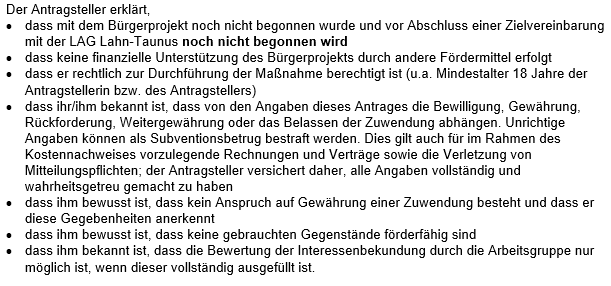 Der Antragsteller erklärt,
• dass mit dem Bürgerprojekt noch nicht begonnen wurde und vor Abschluss einer Zielvereinbarung
mit der LAG Lahn-Taunus noch nicht begonnen wird
• dass keine finanzielle Unterstützung des Bürgerprojekts durch andere Fördermittel erfolgt
• dass er rechtlich zur Durchführung der Maßnahme berechtigt ist (u.a. Mindestalter 18 Jahre der
Antragstellerin bzw. des Antragstellers)
• dass ihr/ihm bekannt ist, dass von den Angaben dieses Antrages die Bewilligung, Gewährung,
Rückforderung, Weitergewährung oder das Belassen der Zuwendung abhängen. Unrichtige
Angaben können als Subventionsbetrug bestraft werden. Dies gilt auch für im Rahmen des
Kostennachweises vorzulegende Rechnungen und Verträge sowie die Verletzung von
Mitteilungspflichten; der Antragsteller versichert daher, alle Angaben vollständig und
wahrheitsgetreu gemacht zu haben
• dass ihm bewusst ist, dass kein Anspruch auf Gewährung einer Zuwendung besteht und dass er
diese Gegebenheiten anerkennt
• dass ihm bewusst ist, dass keine gebrauchten Gegenstände förderfähig sind
• dass ihm bekannt ist, dass die Bewertung der Interessenbekundung durch die Arbeitsgruppe nur
möglich ist, wenn dieser vollständig ausgefüllt ist.